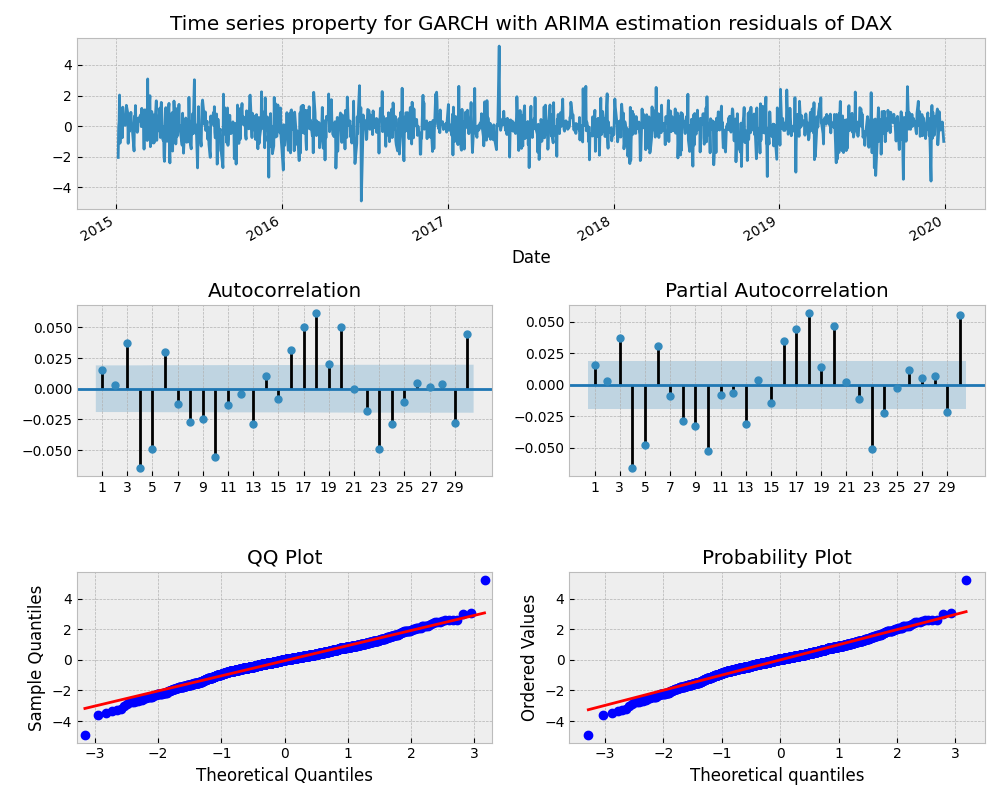 Time series property for GARCH with ARIMA estimation residuals of DAX
4
2
0
−2
−4
2015
2016
2017
2018
2019
2020
Date
Autocorrelation
0.050
0.025
0.000
−0.025
−0.050
1 3 5 7 9 11 13 15 17 19 21 23 25 27 29
Partial Autocorrelation
0.050
0.025
0.000
−0.025
−0.050
1 3 5 7 9 11 13 15 17 19 21 23 25 27 29
QQ Plot
Sample Quantiles
4
2
0
−2
−4
−3 −2 −1 0 1 2 3
Theoretical Quantiles
Probability Plot
Ordered Values
4
2
0
−2
−4
−3 −2 −1 0 1 2 3
Theoretical quantiles